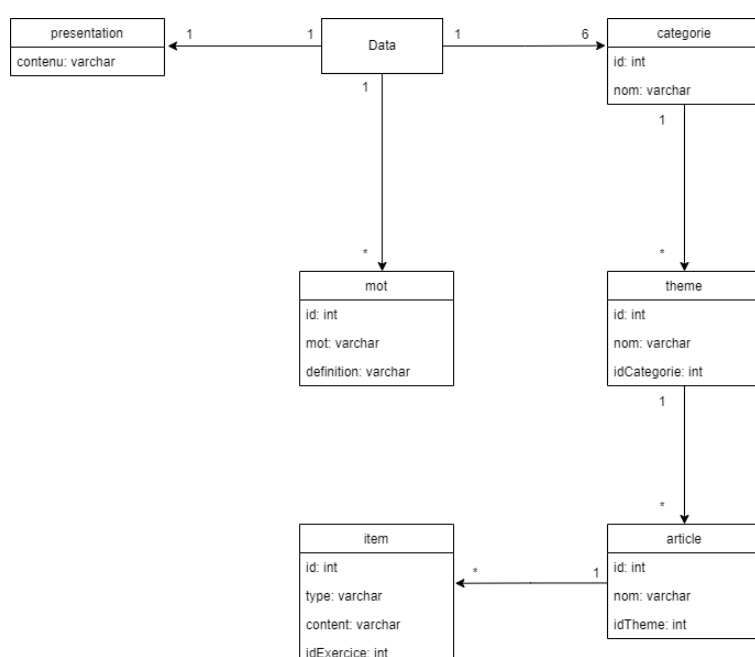 presentation
contenu: varchar
1
1
Data
1
6
categorie
id: int
nom: varchar
1
*
mot
id: int
mot: varchar
definition: varchar
1
*
theme
id: int
nom: varchar
idCategorie: int
1
*
item
id: int
type: varchar
content: varchar
idExercice: int
*
1
article
id: int
nom: varchar
idTheme: int